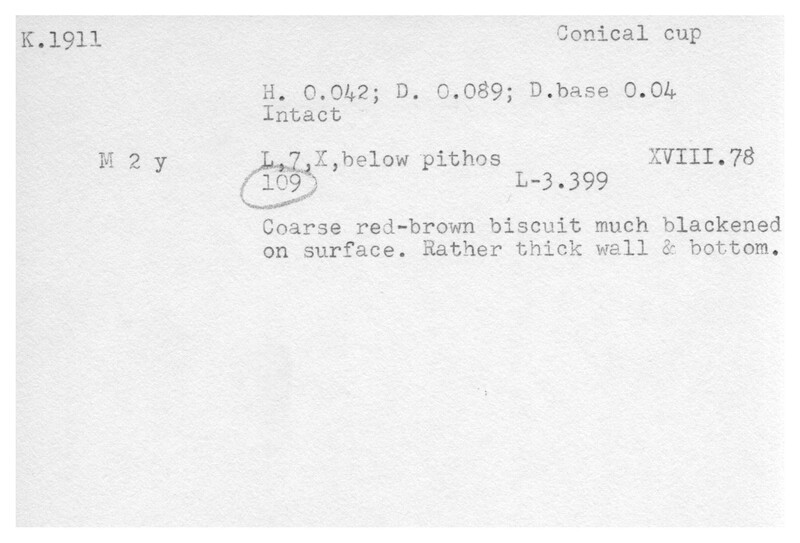 K.1911 Conical cup
H. 0.042; D. 0.089; D.base 0.04
Intact
M 2 y L,7,X,below pithos XVIII.78
109 L-3.399
Coarse red-brown biscuit much blackened
on surface. Rather thick wall & bottom.